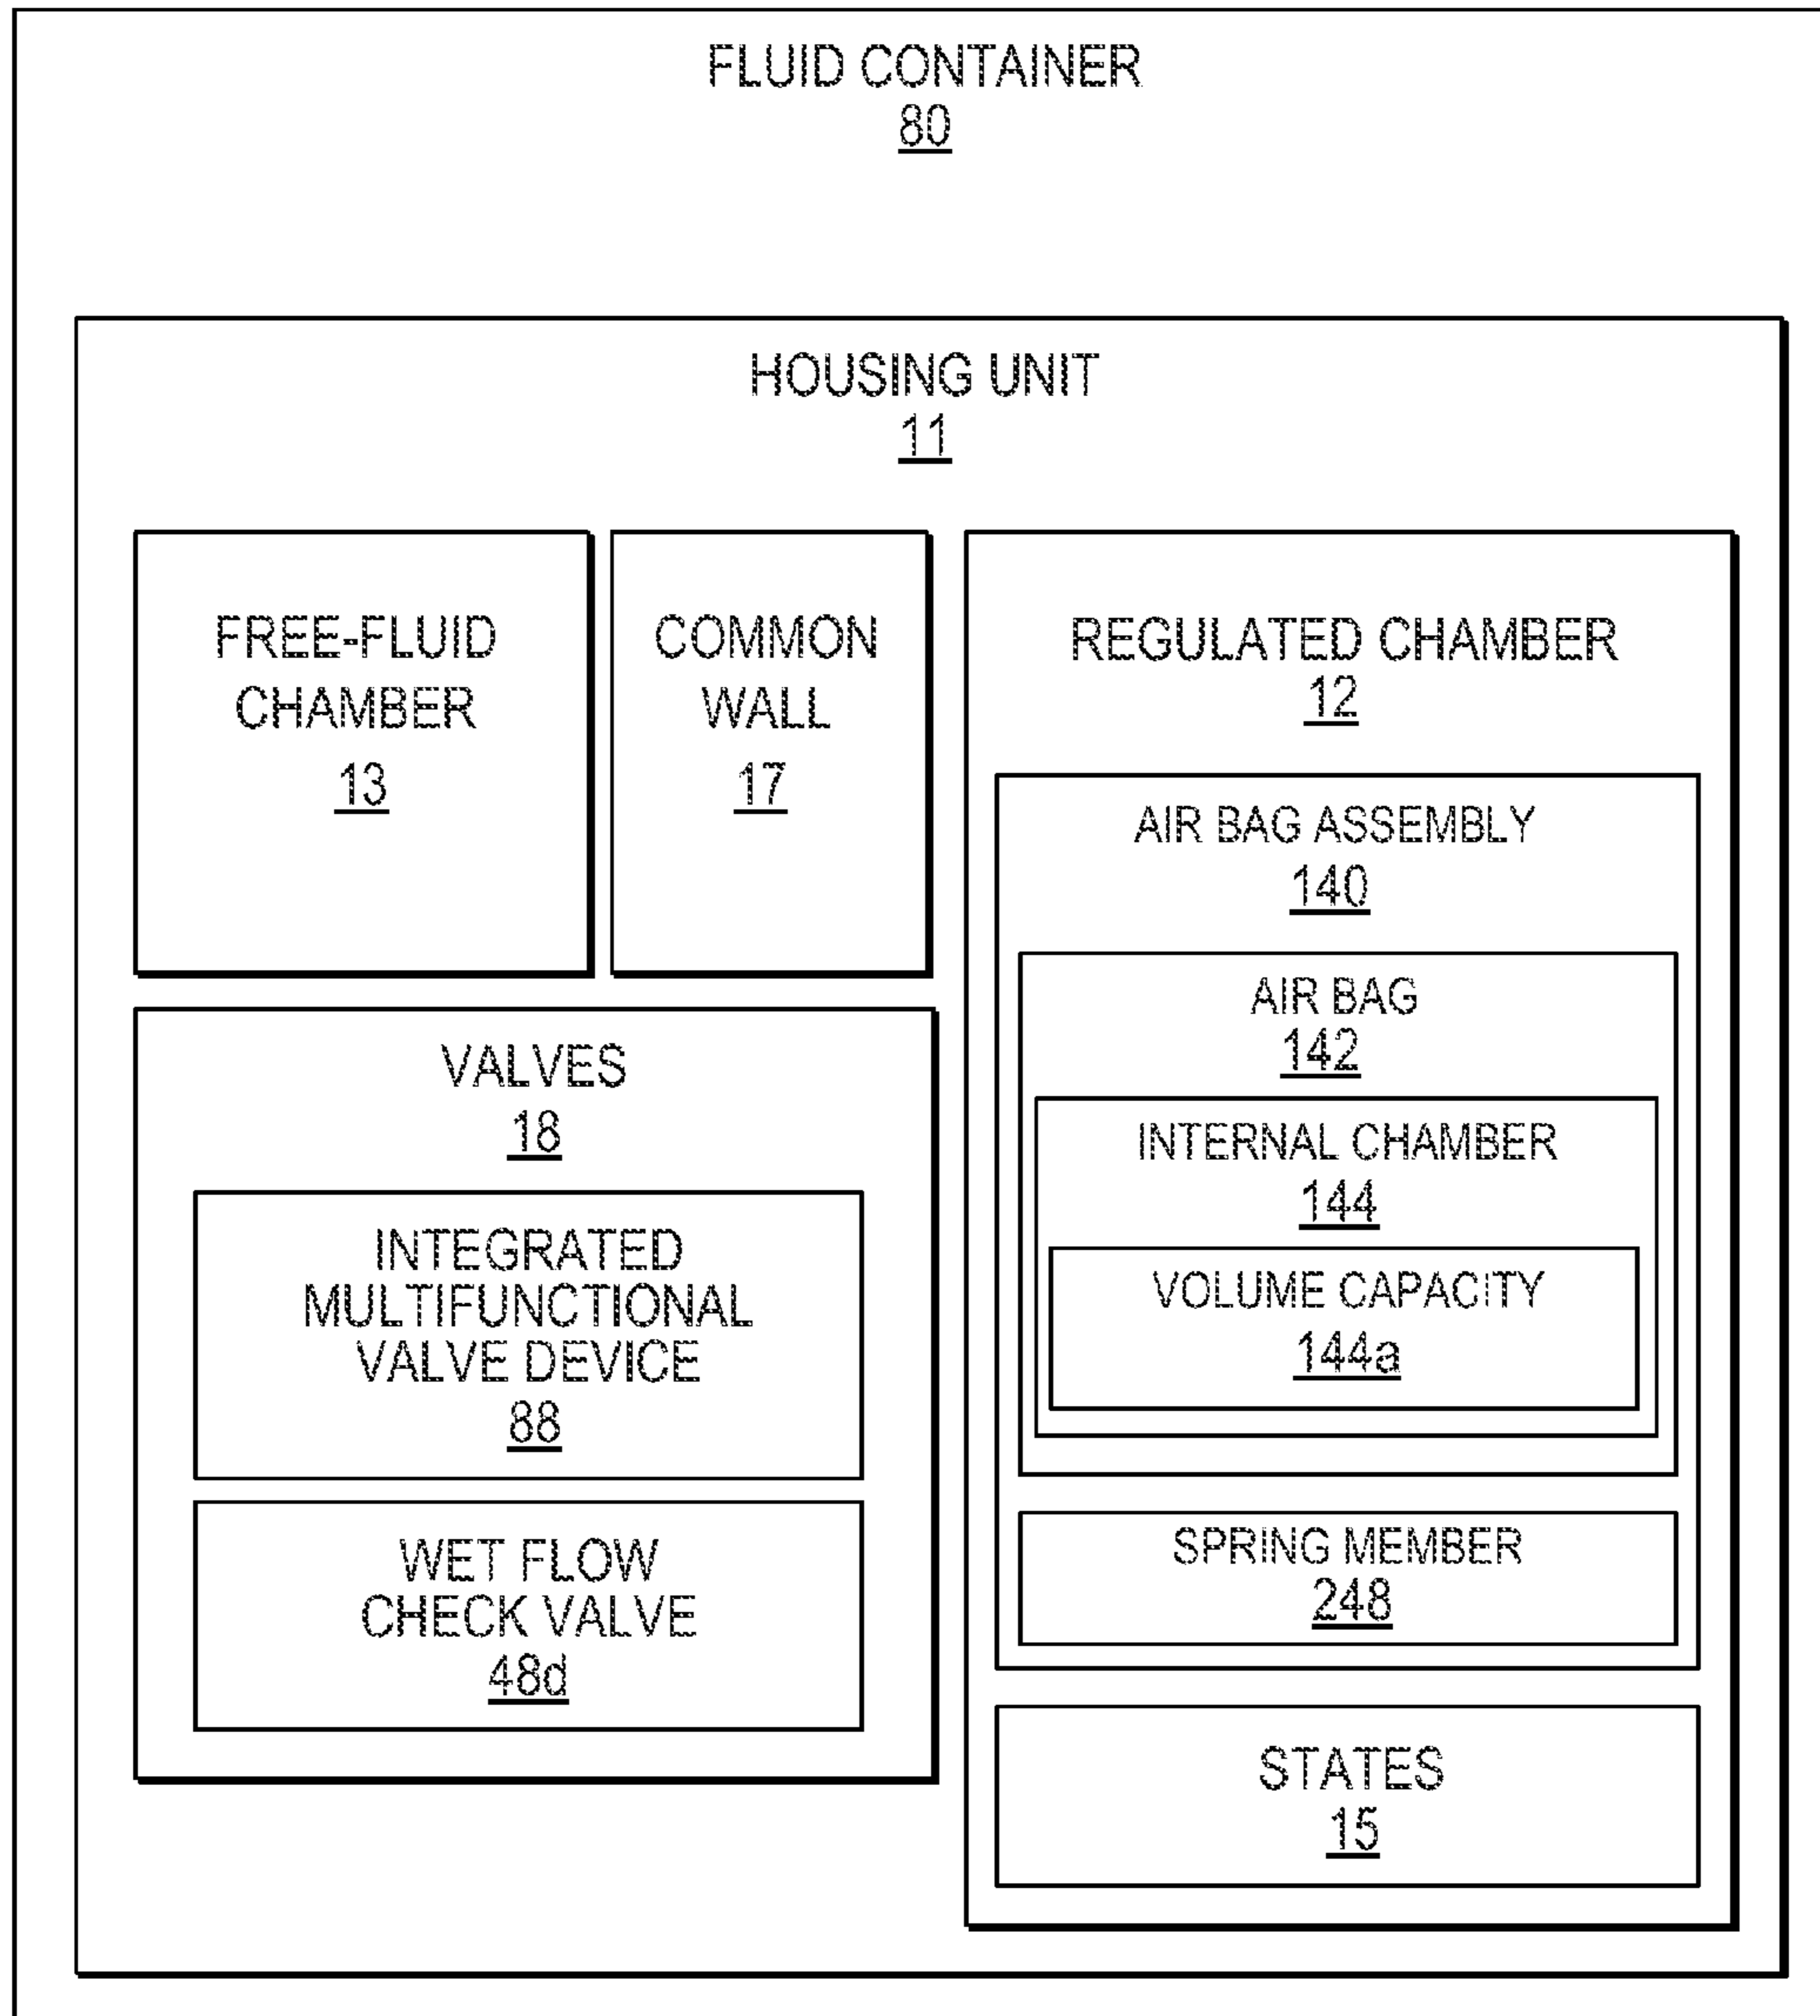 FLUID CONTAINER
80
HOUSING UNIT
11
FREE-FLUID
CHAMBER
13
COMMON
WALL
17
VALVES
18
INTEGRATED
MULTIFUNCTIONAL
VALVE DEVICE
88
WET FLOW
CHECK VALVE
48d
REGULATED CHAMBER
12
AIR BAG ASSEMBLY
140
AIR BAG
142
INTERNAL CHAMBER
144
VOLUME CAPACITY
144a
SPRING MEMBER
248
STATES
15